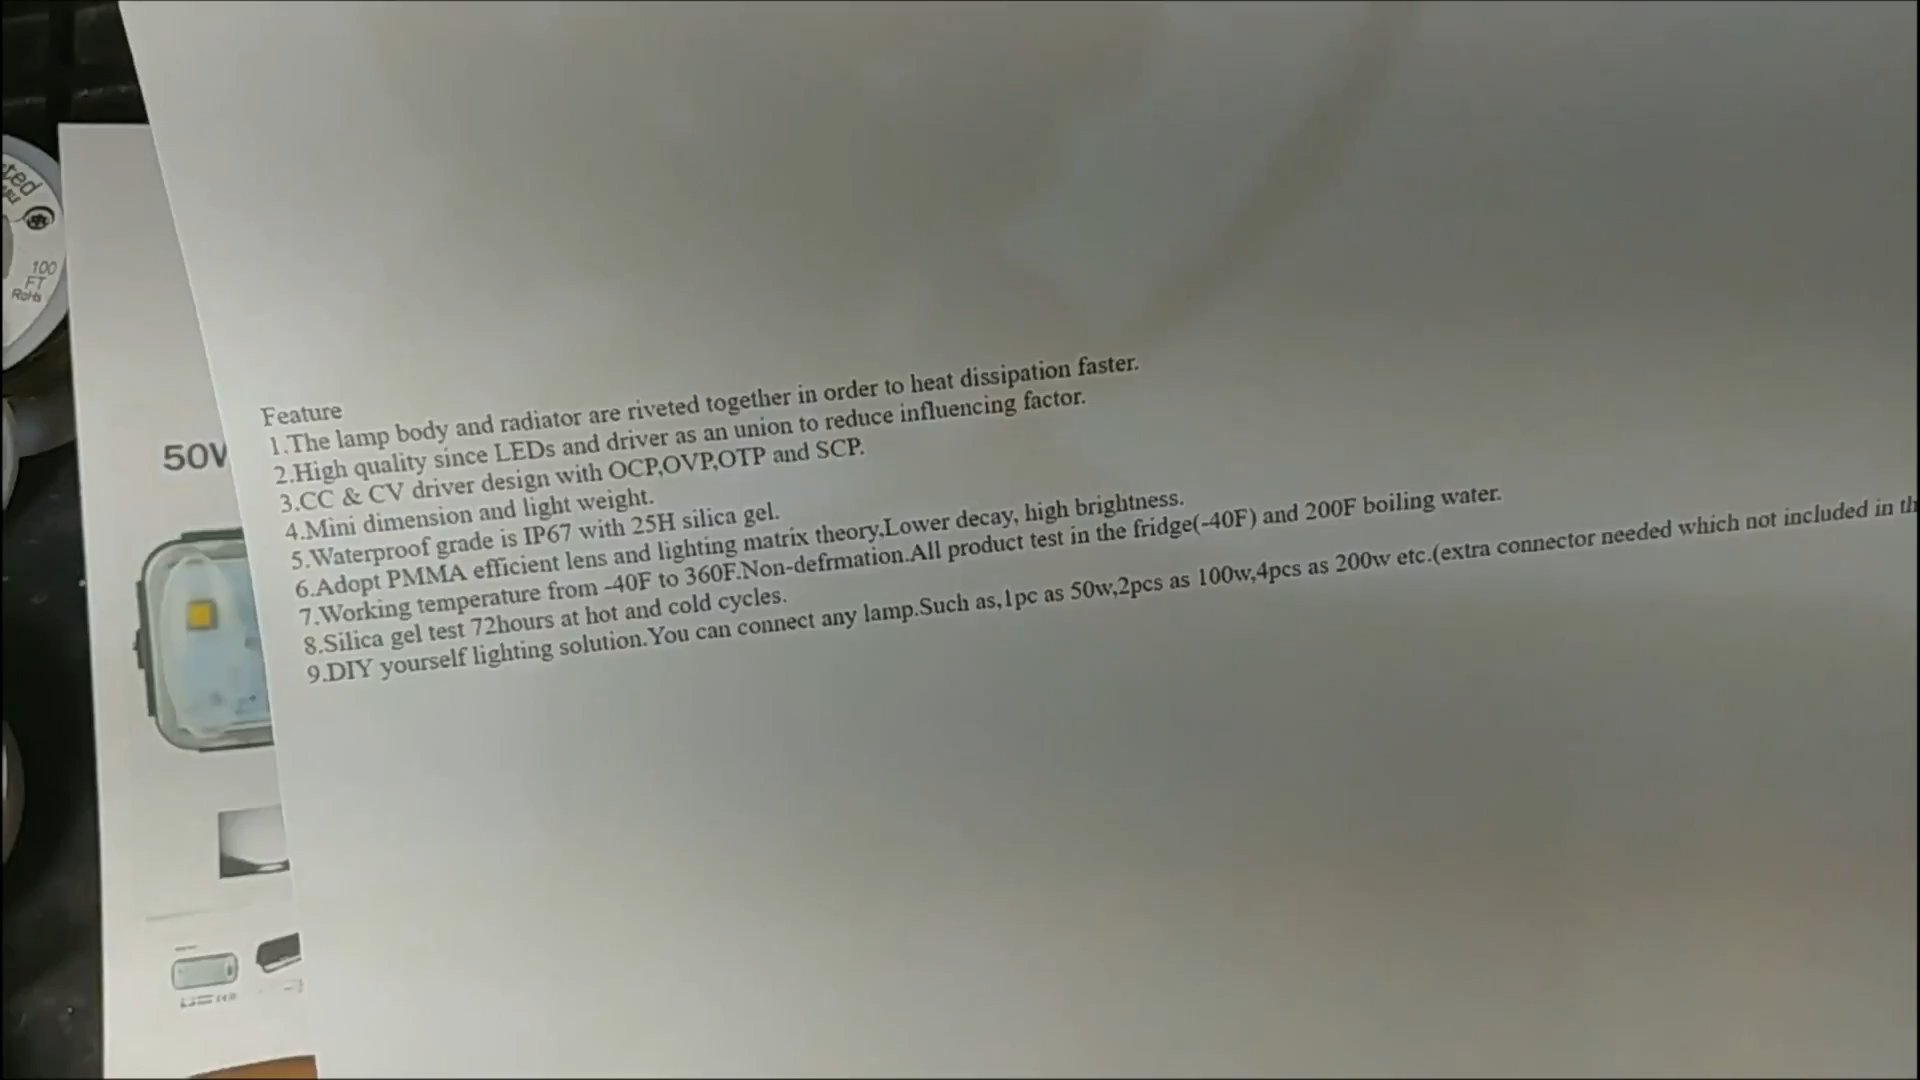 ted
100
FT
RoHs
50W
Feature
1.The lamp body and radiator are riveted together in order to heat dissipation faster.
2.High quality since LEDs and driver as an union to reduce influencing factor.
3.CC & CV driver design with OCP,OVP,OTP and SCP.
4.Mini dimension and light weight.
5.Waterproof grade is IP67 with 25H silica gel.
6.Adopt PMMA efficient lens and lighting matrix theory,Lower decay, high brightness.
7.Working temperature from -40F to 360F.Non-defrmation.All product test in the fridge(-40F) and 200F boiling water.
8.Silica gel test 72hours at hot and cold cycles.
9.DIY yourself lighting solution.You can connect any lamp.Such as,1pc as 50w,2pcs as 100w,4pcs as 200w etc.(extra connector needed which not included in th